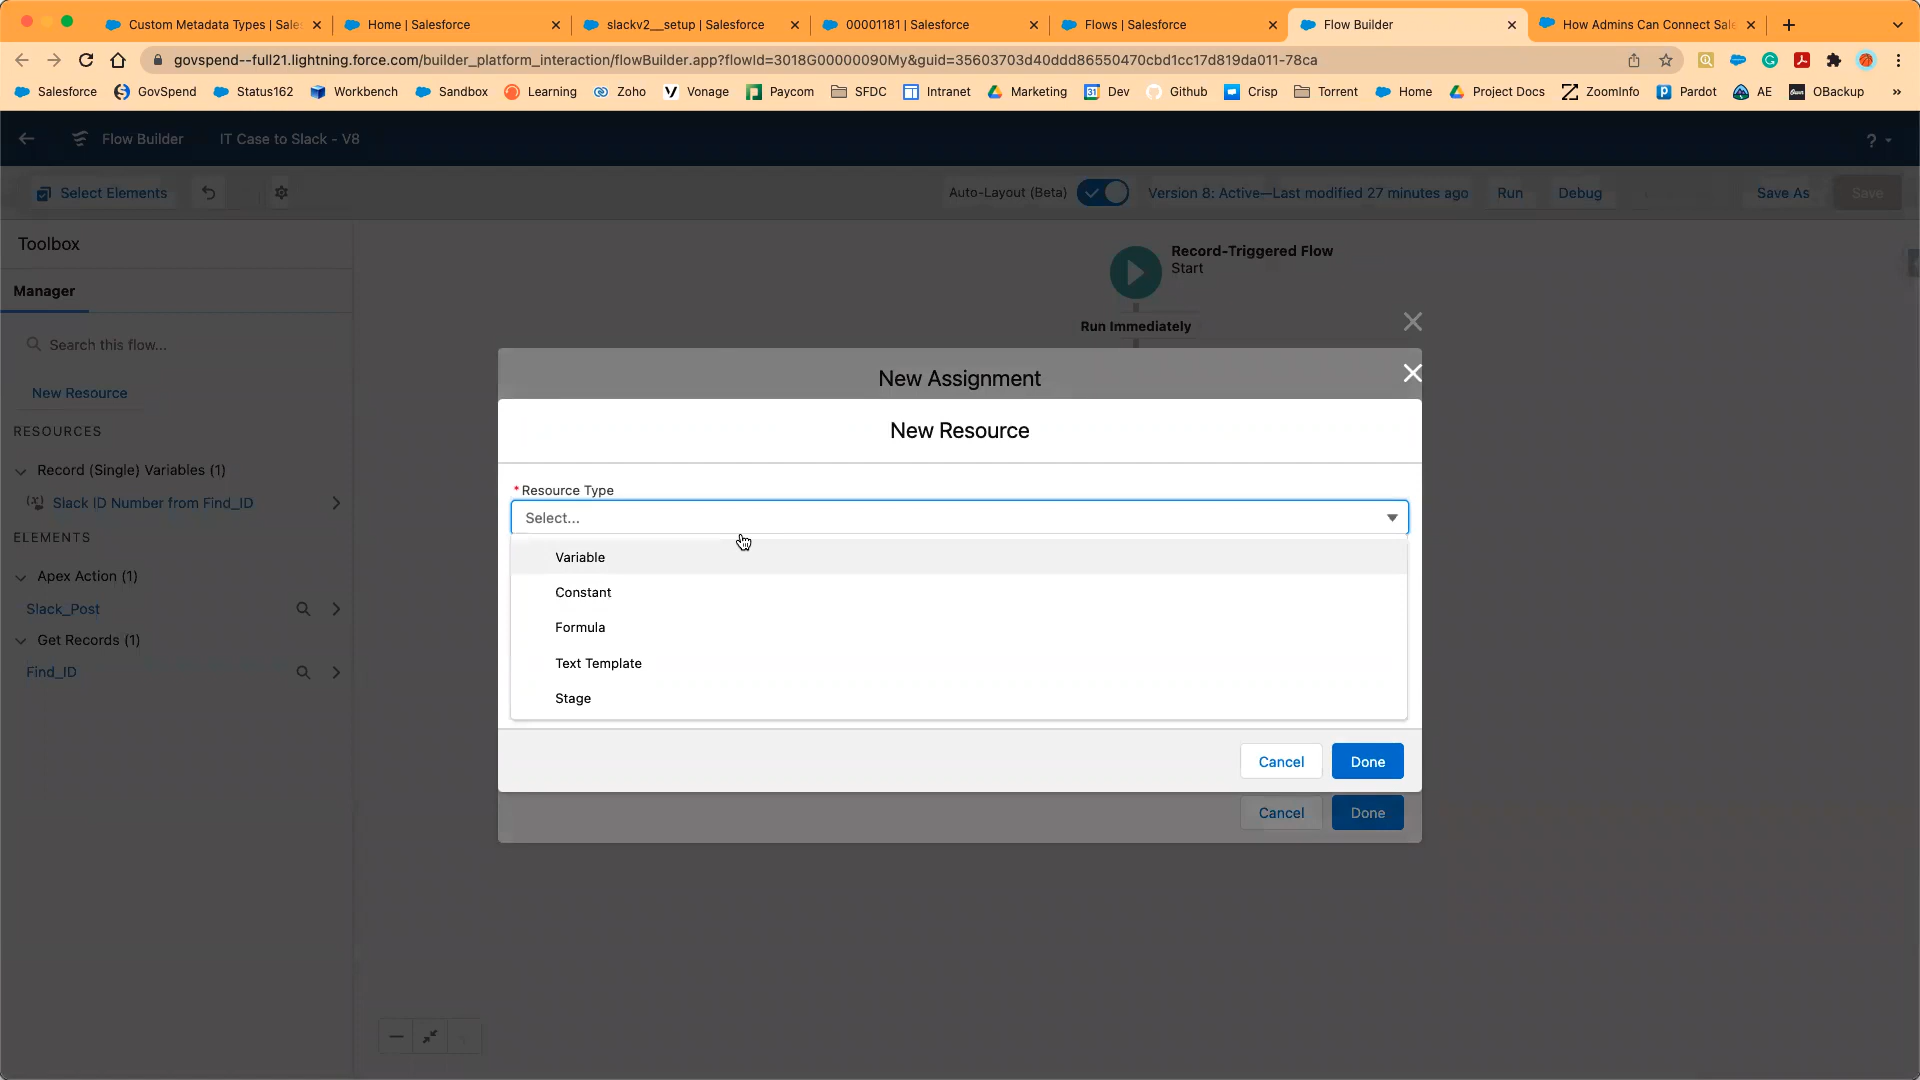 Custom Metadata Types | Sale
Home | Salesforce
slackv2__setup | Salesforce
00001181 | Salesforce
Flows | Salesforce
Flow Builder
How Admins Can Connect Sale
govspend--full21.lightning.force.com/builder_platform_interaction/flowBuilder.app?flowId=3018G00000090My&guid=35603703d40ddd86550470cbd1cc17d819da011-78ca
Salesforce
GovSpend
Status162
Workbench
Sandbox
Learning
Zoho
Vonage
Paycom
SFDC
Intranet
Marketing
Dev
Github
Crisp
Torrent
Home
Project Docs
ZoomInfo
Pardot
AE
OBackup
»
Flow Builder
IT Case to Slack - V8
?
Select Elements
Auto-Layout (Beta)
Version 8: Active—Last modified 27 minutes ago
Run
Debug
Save As
Save
Toolbox
Manager
Search this flow...
New Resource
RESOURCES
Record (Single) Variables (1)
Slack ID Number from Find_ID
ELEMENTS
Apex Action (1)
Slack_Post
Get Records (1)
Find_ID
Record-Triggered Flow
Start
Run Immediately
New Assignment
New Resource
* Resource Type
Select...
Variable
Constant
Formula
Text Template
Stage
Cancel
Done
Cancel
Done